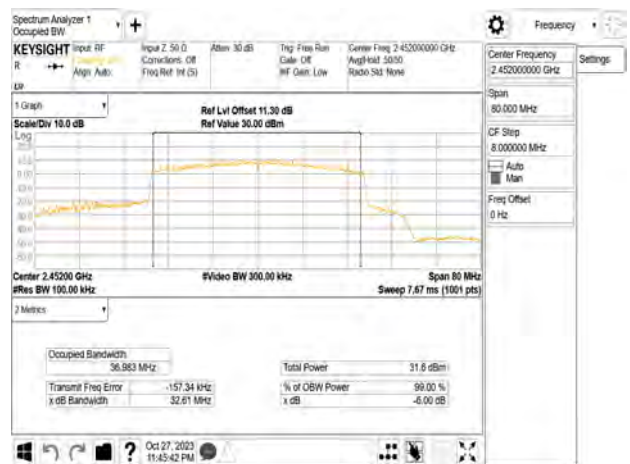 Spectrum Analyzer 1
Occupied BW
Frequency
KEYSIGHT
Input: RF
Input Z: 50 Ω
Atten: 30 dB
Trig: Free Run
Center Freq: 2.452000000 GHz
R
Corrections: Off
Gate: Off
Avg|Hold: 50/50
Align: Auto
Freq Ref: Int (S)
#IF Gain: Low
Radio Std: None
Center Frequency
2.452000000 GHz
Settings
Span
80.000 MHz
CF Step
8.000000 MHz
Auto
Man
Freq Offset
0 Hz
1 Graph
Ref Lvl Offset 11.30 dB
Scale/Div 10.0 dB
Ref Value 30.00 dBm
Log
Center 2.45200 GHz
#Video BW 300.00 kHz
Span 80 MHz
#Res BW 100.00 kHz
Sweep 7.67 ms (1001 pts)
2 Metrics
Occupied Bandwidth
36.983 MHz
Total Power
31.6 dBm
Transmit Freq Error
-157.34 kHz
% of OBW Power
99.00 %
x dB Bandwidth
32.61 MHz
x dB
-6.00 dB
?
Oct 27, 2023
11:45:42 PM